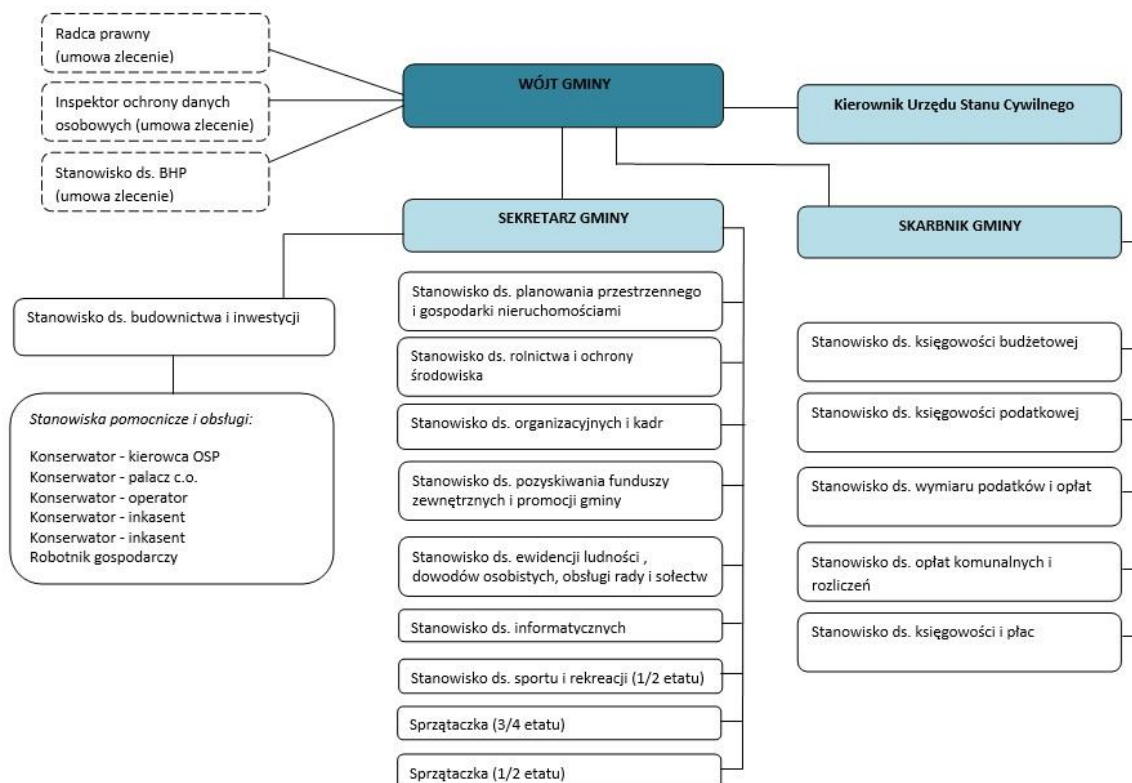 Radca prawny
(umowa zlecenie)
Inspektor ochrony danych
osobowych (umowa zlecenie)
Stanowisko ds. BHP
(umowa zlecenie)
WÓJT GMINY
Kierownik Urzędu Stanu Cywilnego
SEKRETARZ GMINY
SKARBNIK GMINY
Stanowisko ds. budownictwa i inwestycji
Stanowiska pomocnicze i obsługi:
Konserwator - kierowca OSP
Konserwator - palacz c.o.
Konserwator - operator
Konserwator - inkasent
Konserwator - inkasent
Robotnik gospodarczy
Stanowisko ds. planowania przestrzennego
i gospodarki nieruchomościami
Stanowisko ds. rolnictwa i ochrony
środowiska
Stanowisko ds. organizacyjnych i kadr
Stanowisko ds. pozyskiwania funduszy
zewnętrznych i promocji gminy
Stanowisko ds. ewidencji ludności ,
dowodów osobistych, obsługi rady i sołectw
Stanowisko ds. informatycznych
Stanowisko ds. sportu i rekreacji (1/2 etatu)
Sprzątaczka (3/4 etatu)
Sprzątaczka (1/2 etatu)
Stanowisko ds. księgowości budżetowej
Stanowisko ds. księgowości podatkowej
Stanowisko ds. wymiaru podatków i opłat
Stanowisko ds. opłat komunalnych i
rozliczeń
Stanowisko ds. księgowości i płac